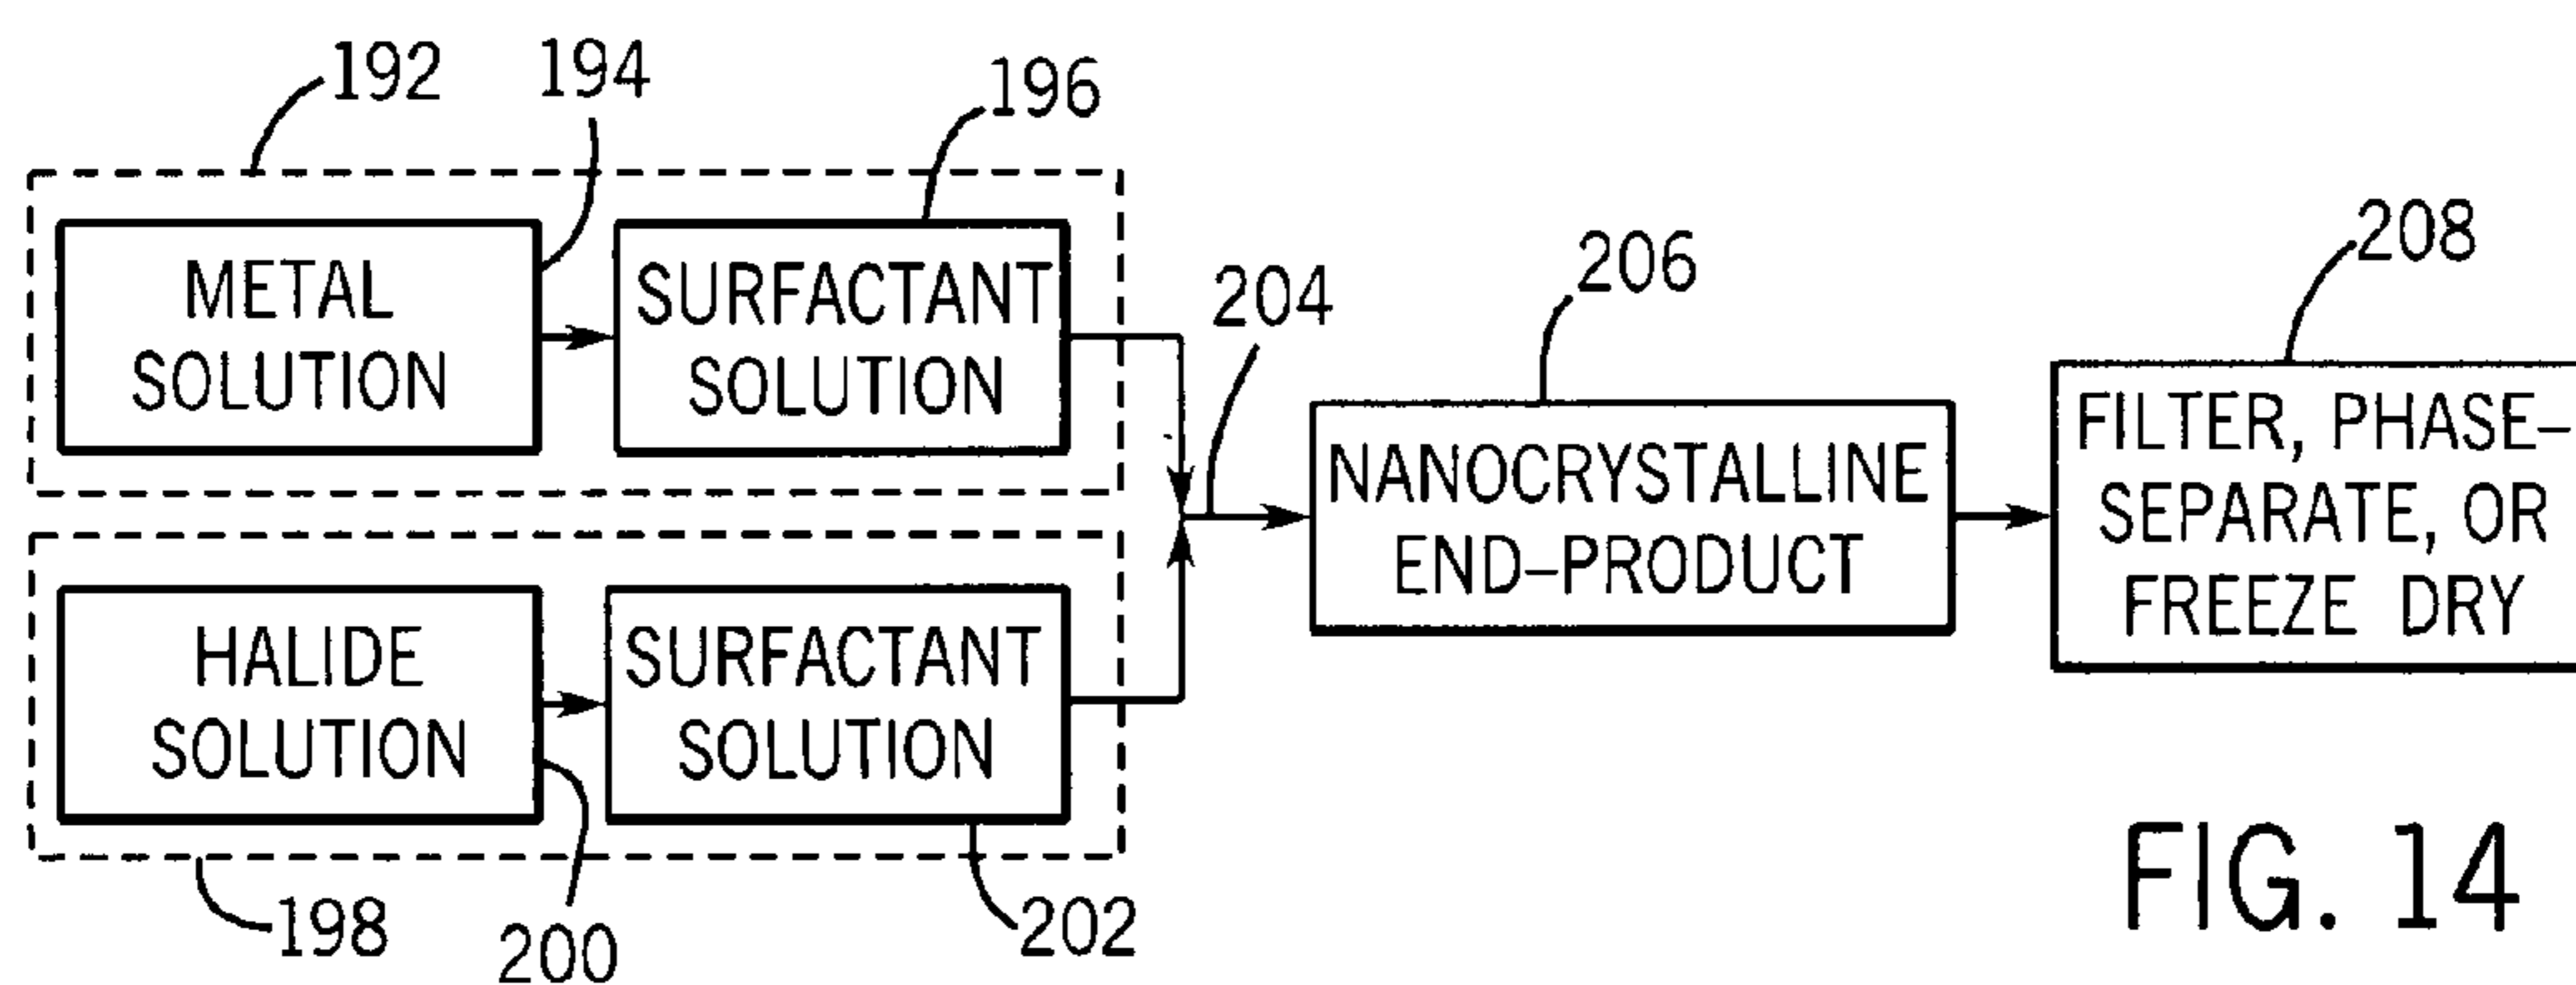 192
194
196
METAL
SOLUTION
SURFACTANT
SOLUTION
204
206
208
NANOCRYSTALLINE
END–PRODUCT
FILTER, PHASE–
SEPARATE, OR
FREEZE DRY
HALIDE
SOLUTION
SURFACTANT
SOLUTION
198
200
202
FIG. 14